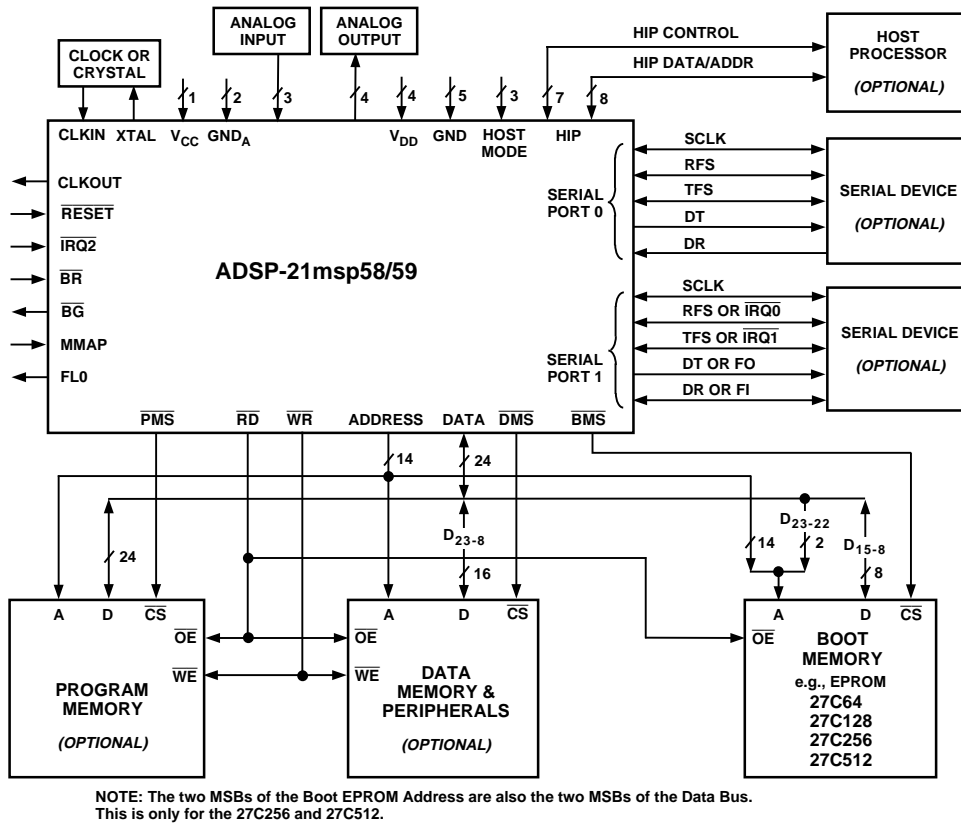 ANALOG
INPUT
ANALOG
OUTPUT
CLOCK OR
CRYSTAL
HIP CONTROL
HIP DATA/ADDR
HOST
PROCESSOR
(OPTIONAL)
1
2
3
4
4
5
3
7
8
CLKIN
XTAL
VCC
GNDA
VDD
GND
HOST
MODE
HIP
CLKOUT
RESET
IRQ2
BR
BG
MMAP
FL0
ADSP-21msp58/59
SERIAL
PORT 0
SCLK
RFS
TFS
DT
DR
SERIAL DEVICE
(OPTIONAL)
SERIAL
PORT 1
SCLK
RFS OR IRQ0
TFS OR IRQ1
DT OR FO
DR OR FI
SERIAL DEVICE
(OPTIONAL)
PMS
RD
WR
ADDRESS
DATA
DMS
BMS
14
24
24
D23-8
16
14
D23-22
2
D15-8
8
A
D
CS
OE
WE
PROGRAM
MEMORY
(OPTIONAL)
A
D
CS
OE
WE
DATA
MEMORY &
PERIPHERALS
(OPTIONAL)
A
D
CS
OE
BOOT
MEMORY
e.g., EPROM
27C64
27C128
27C256
27C512
NOTE: The two MSBs of the Boot EPROM Address are also the two MSBs of the Data Bus.
This is only for the 27C256 and 27C512.